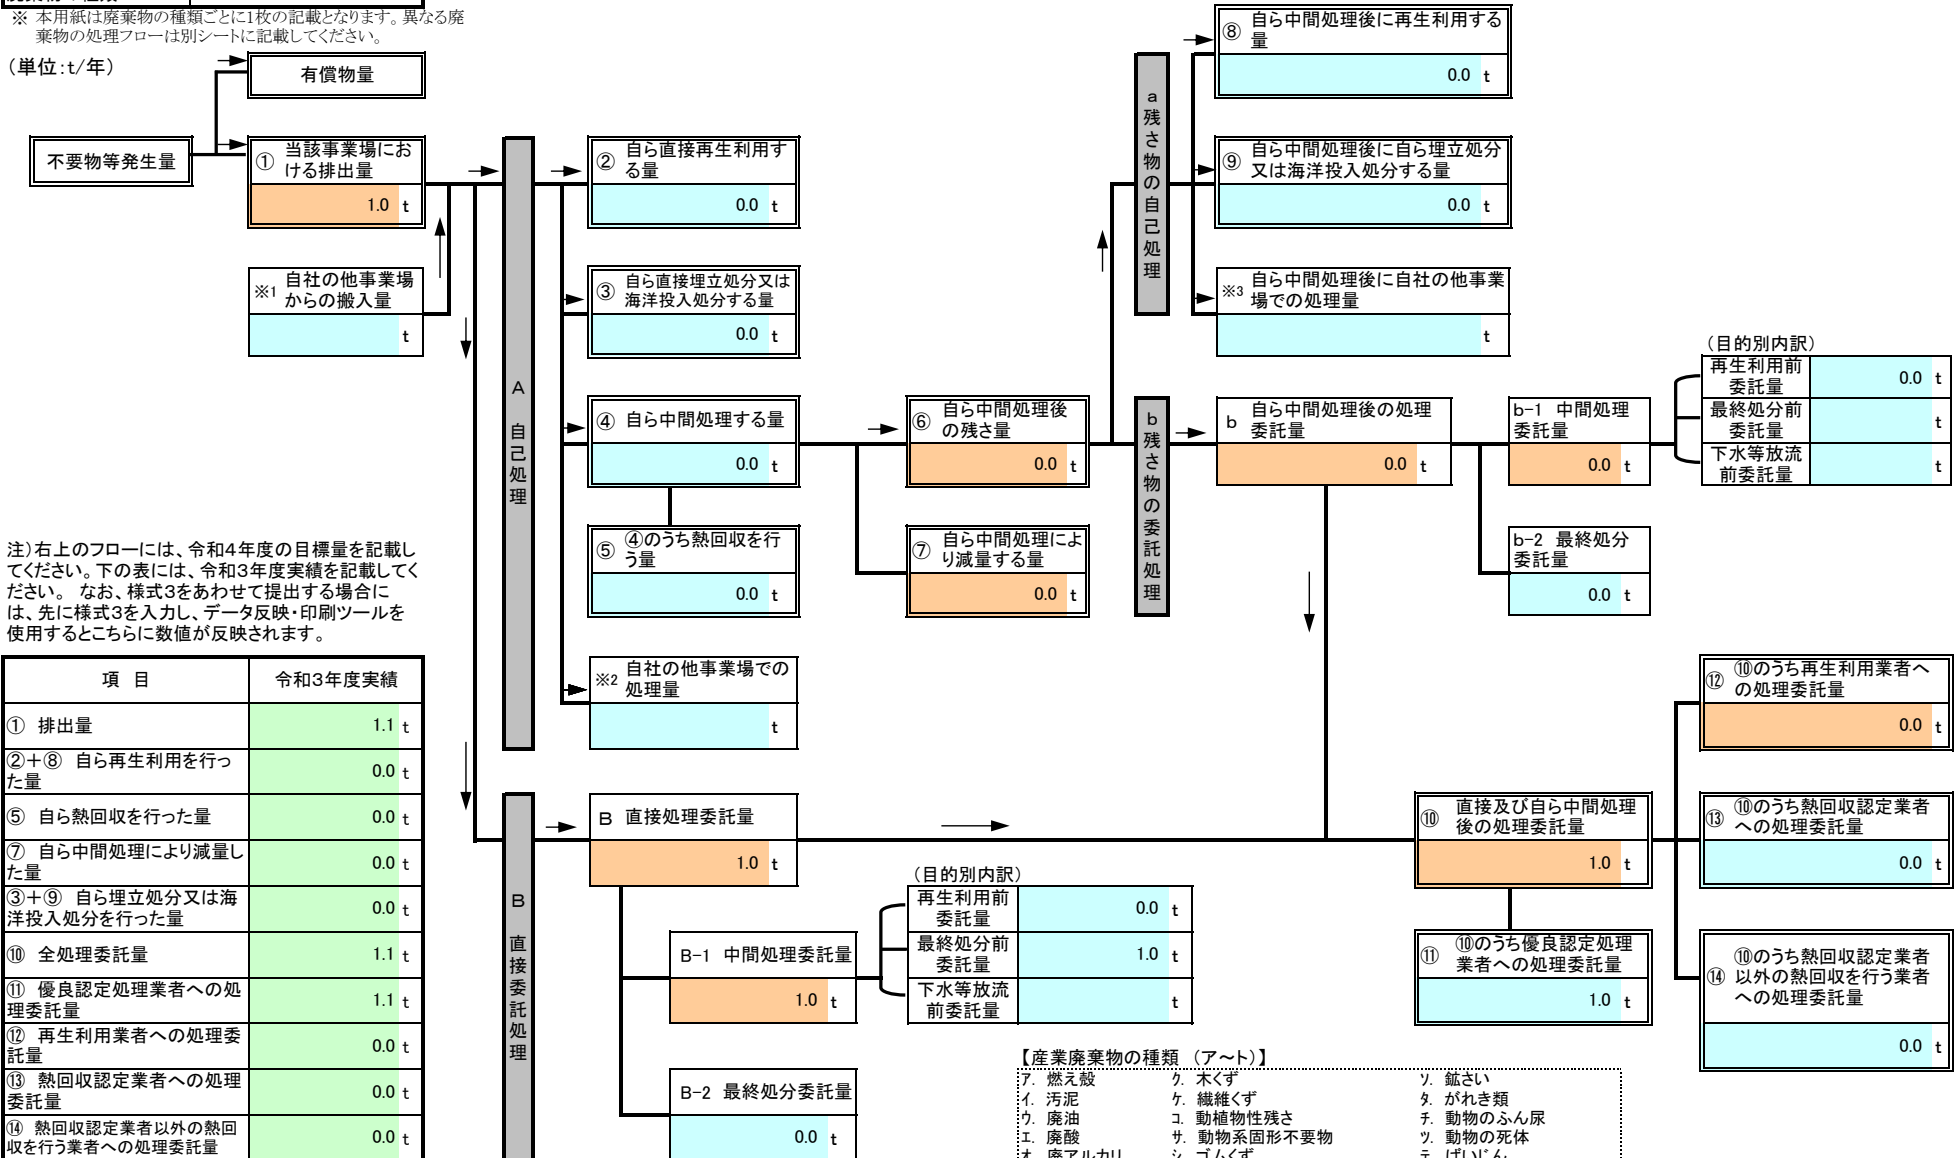 ※ 本用紙は廃棄物の種類ごとに1枚の記載となります。異なる廃
棄物の処理フローは別シートに記載してください。
（単位：t/年）
有償物量
不要物等発生量
① 当該事業場にお
ける排出量
1.0 t
※1 自社の他事業場
からの搬入量
t
A 自己処理
② 自ら直接再生利用す
る量
0.0 t
③ 自ら直接埋立処分又は
海洋投入処分する量
0.0 t
④ 自ら中間処理する量
0.0 t
⑤ ④のうち熱回収を行
う量
0.0 t
※2 自社の他事業場での
処理量
t
⑥ 自ら中間処理後
の残さ量
0.0 t
⑦ 自ら中間処理によ
り減量する量
0.0 t
a 残さ物の自己処理
⑧ 自ら中間処理後に再生利用する
量
0.0 t
⑨ 自ら中間処理後に自ら埋立処分
又は海洋投入処分する量
0.0 t
※3 自ら中間処理後に自社の他事業
場での処理量
t
b 残さ物の委託処理
b 自ら中間処理後の処理
委託量
0.0 t
b-1 中間処理
委託量
0.0 t
（目的別内訳）
再生利用前
委託量
0.0 t
最終処分前
委託量
t
下水等放流
前委託量
t
b-2 最終処分
委託量
0.0 t
注）右上のフローには、令和4年度の目標量を記載し
てください。下の表には、令和3年度実績を記載してく
ださい。 なお、様式3をあわせて提出する場合に
は、先に様式3を入力し、データ反映・印刷ツールを
使用するとこちらに数値が反映されます。
項 目 令和3年度実績
① 排出量 1.1 t
②＋⑧ 自ら再生利用を行っ
た量
0.0 t
⑤ 自ら熱回収を行った量 0.0 t
⑦ 自ら中間処理により減量し
た量
0.0 t
③＋⑨ 自ら埋立処分又は海
洋投入処分を行った量
0.0 t
⑩ 全処理委託量 1.1 t
⑪ 優良認定処理業者への処
理委託量
1.1 t
⑫ 再生利用業者への処理委
託量
0.0 t
⑬ 熱回収認定業者への処理
委託量
0.0 t
⑭ 熱回収認定業者以外の熱回
収を行う業者への処理委託量
0.0 t
B 直接委託処理
B 直接処理委託量
1.0 t
B-1 中間処理委託量
1.0 t
（目的別内訳）
再生利用前
委託量
0.0 t
最終処分前
委託量
1.0 t
下水等放流
前委託量
t
B-2 最終処分委託量
0.0 t
⑩ 直接及び自ら中間処理
後の処理委託量
1.0 t
⑪ ⑩のうち優良認定処理
業者への処理委託量
1.0 t
⑫ ⑩のうち再生利用業者へ
の処理委託量
0.0 t
⑬ ⑩のうち熱回収認定業者
への処理委託量
0.0 t
⑭ ⑩のうち熱回収認定業者
以外の熱回収を行う業者
への処理委託量
0.0 t
【産業廃棄物の種類 （ア～ト）】
ア. 燃え殻 ク. 木くず ソ. 鉱さい
イ. 汚泥 ケ. 繊維くず タ. がれき類
ウ. 廃油 コ. 動植物性残さ チ. 動物のふん尿
エ. 廃酸 サ. 動物系固形不要物 ツ. 動物の死体
オ. 廃アルカリ シ. ゴムくず テ. ばいじん